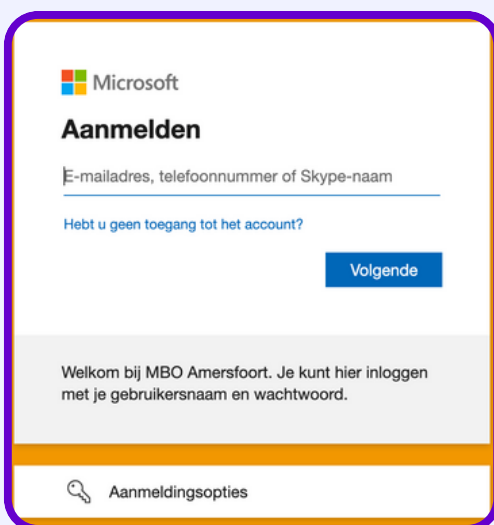 Microsoft
Aanmelden
E-mailadres, telefoonnummer of Skype-naam
Hebt u geen toegang tot het account?
Volgende
Welkom bij MBO Amersfoort. Je kunt hier inloggen
met je gebruikersnaam en wachtwoord.
Aanmeldingsopties